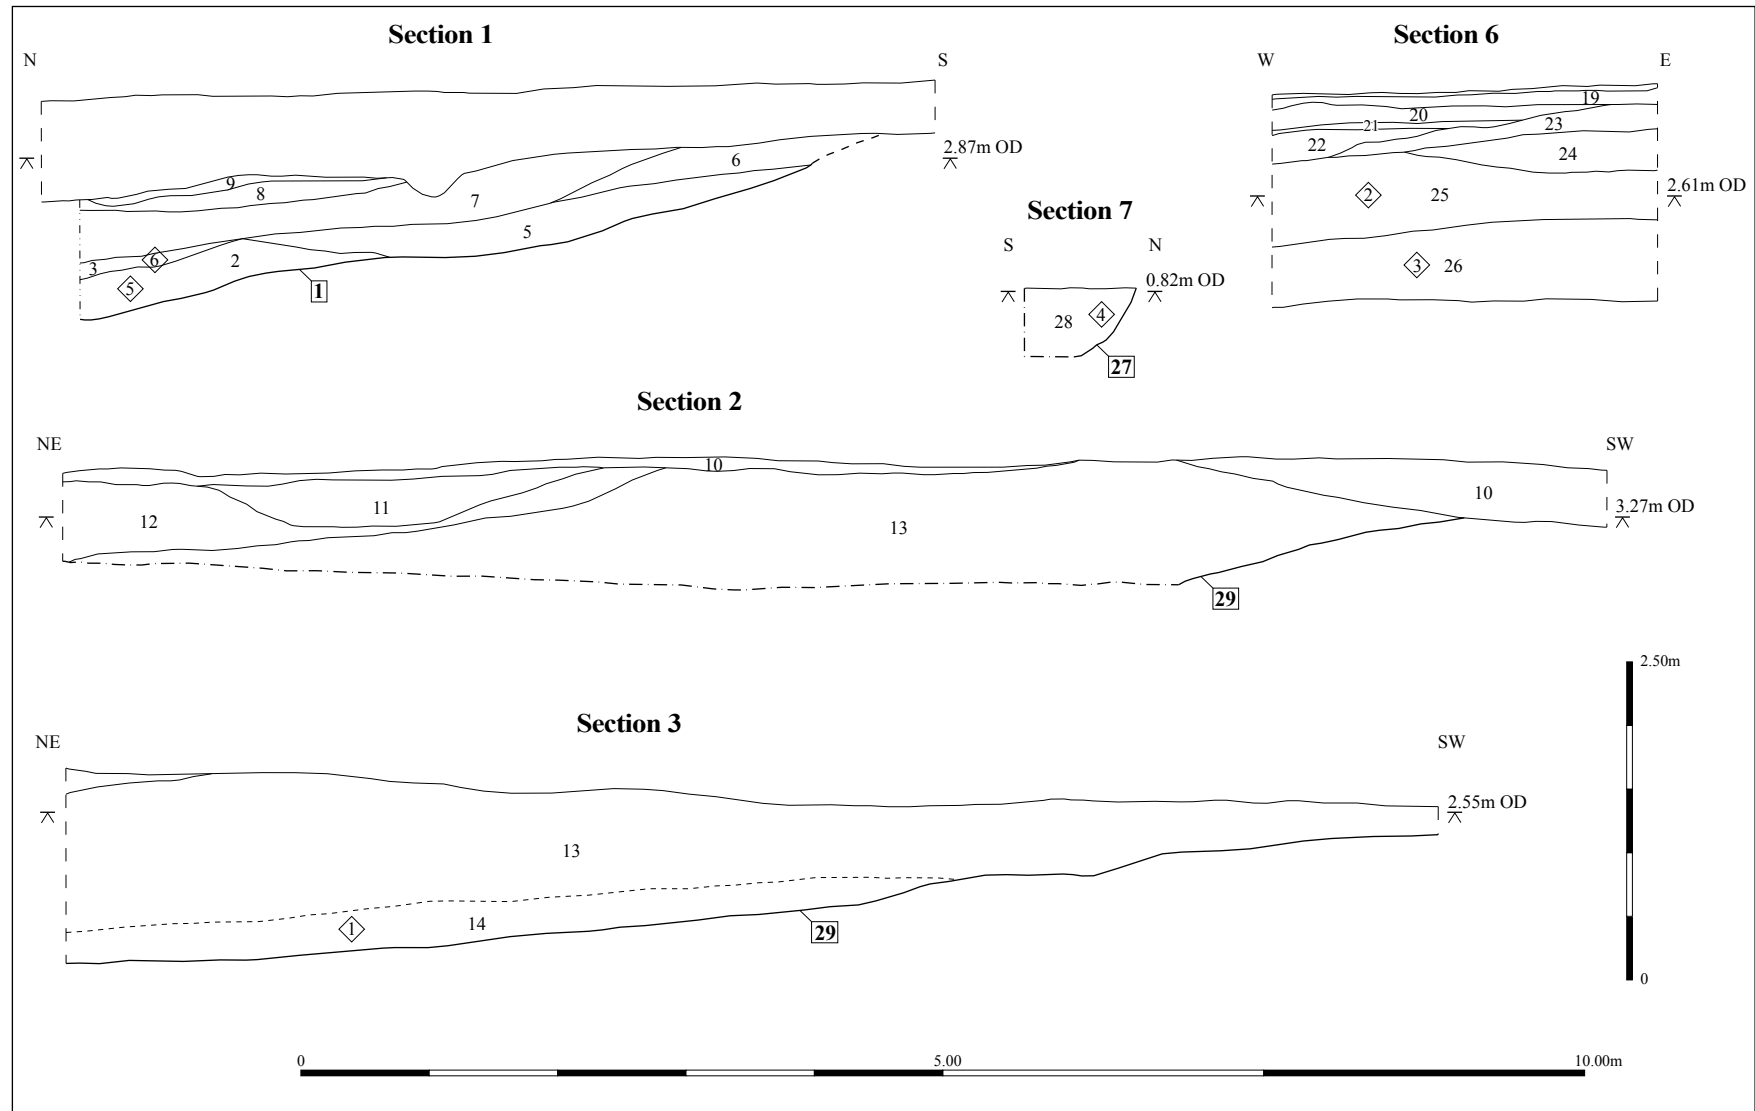 Section 1
N
S
2.87m OD
9
8
7
6
5
3
6
2
5
1
Section 6
W
E
19
20
21
22
23
24
2.61m OD
2
25
3
26
Section 7
S
N
0.82m OD
28
4
27
Section 2
NE
SW
10
11
12
13
10
3.27m OD
29
Section 3
NE
SW
2.55m OD
13
1
14
29
2.50m
0
0
5.00
10.00m